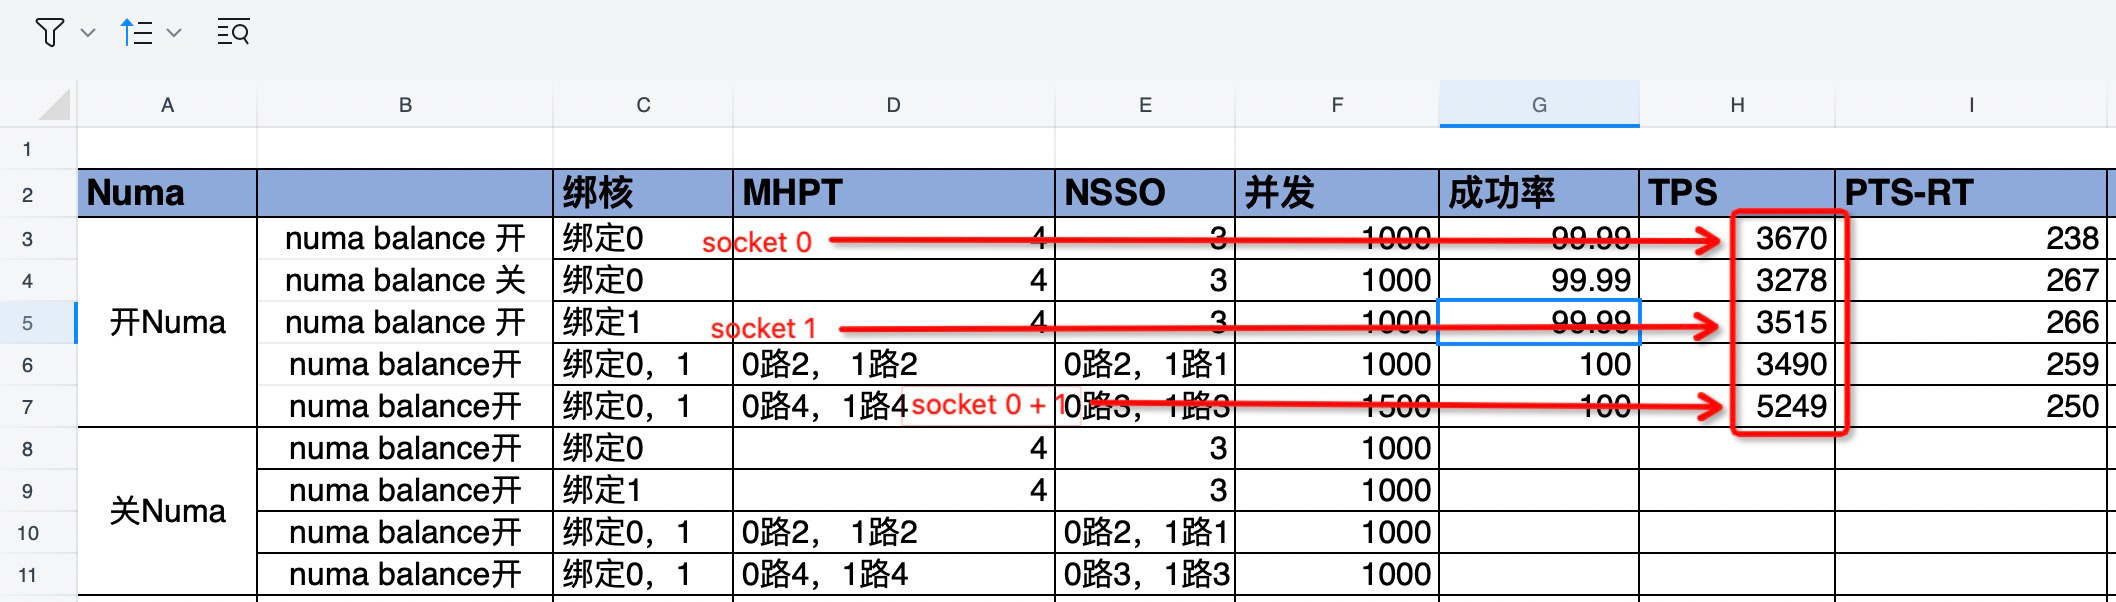 A B C D E F G H I
1
2 Numa 绑核 MHPT NSSO 并发 成功率 TPS PTS-RT
3 numa balance 开 绑定0 socket 0 4 3 1000 99.99 3670 238
4 numa balance 关 绑定0 4 3 1000 99.99 3278 267
5 开Numa numa balance 开 绑定1 socket 1 4 3 1000 99.99 3515 266
6 numa balance开 绑定0，1 0路2， 1路2 0路2，1路1 1000 100 3490 259
7 numa balance开 绑定0，1 0路4，1路4 socket 0 + 1 0路3，1路3 1500 100 5249 250
8 numa balance开 绑定0 4 3 1000
9 numa balance开 绑定1 4 3 1000
关Numa
10 numa balance开 绑定0，1 0路2， 1路2 0路2，1路1 1000
11 numa balance开 绑定0，1 0路4，1路4 0路3，1路3 1000